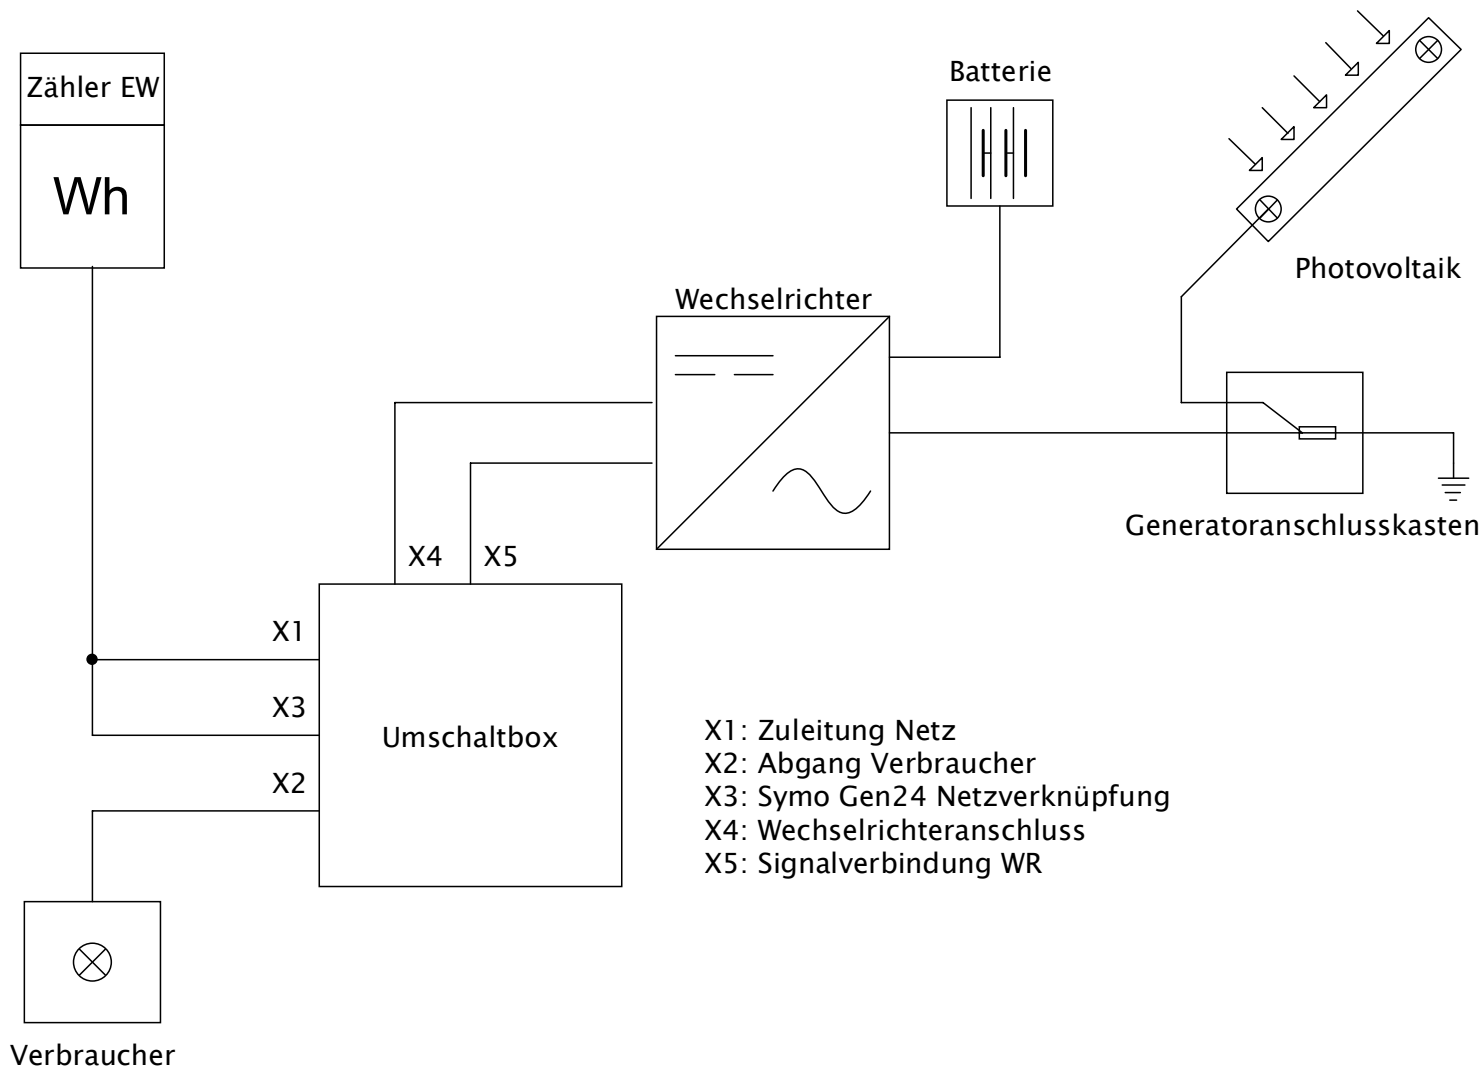 Zähler EW
Wh
Batterie
Photovoltaik
Wechselrichter
Generatoranschlusskasten
X4
X5
X1
X3
X2
Umschaltbox
X1: Zuleitung Netz
X2: Abgang Verbraucher
X3: Symo Gen24 Netzverknüpfung
X4: Wechselrichteranschluss
X5: Signalverbindung WR
Verbraucher